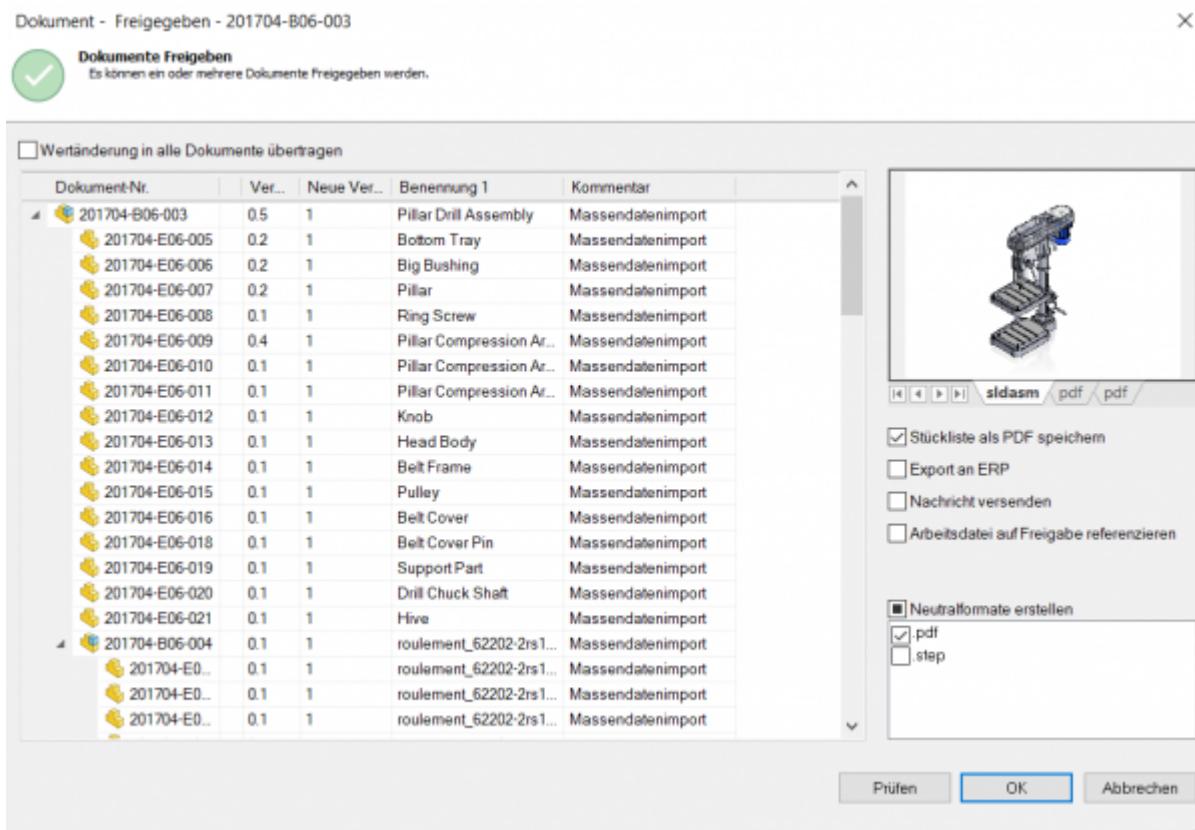 Dokument - Freigegeben - 201704-B06-003
Dokumente Freigeben
Es können ein oder mehrere Dokumente Freigegeben werden.
Wertänderung in alle Dokumente übertragen
Dokument-Nr. Ver... Neue Ver... Benennung 1 Kommentar
201704-B06-003 0.5 1 Pillar Drill Assembly Massendatenimport
201704-E06-005 0.2 1 Bottom Tray Massendatenimport
201704-E06-006 0.2 1 Big Bushing Massendatenimport
201704-E06-007 0.2 1 Pillar Massendatenimport
201704-E06-008 0.1 1 Ring Screw Massendatenimport
201704-E06-009 0.4 1 Pillar Compression Ar... Massendatenimport
201704-E06-010 0.1 1 Pillar Compression Ar... Massendatenimport
201704-E06-011 0.1 1 Pillar Compression Ar... Massendatenimport
201704-E06-012 0.1 1 Knob Massendatenimport
201704-E06-013 0.1 1 Head Body Massendatenimport
201704-E06-014 0.1 1 Belt Frame Massendatenimport
201704-E06-015 0.1 1 Pulley Massendatenimport
201704-E06-016 0.1 1 Belt Cover Massendatenimport
201704-E06-018 0.1 1 Belt Cover Pin Massendatenimport
201704-E06-019 0.1 1 Support Part Massendatenimport
201704-E06-020 0.1 1 Drill Chuck Shaft Massendatenimport
201704-E06-021 0.1 1 Hive Massendatenimport
201704-B06-004 0.1 1 roulement_62202-2rs1... Massendatenimport
201704-E0... 0.1 1 roulement_62202-2rs1... Massendatenimport
201704-E0... 0.1 1 roulement_62202-2rs1... Massendatenimport
201704-E0... 0.1 1 roulement_62202-2rs1... Massendatenimport
sldasm pdf pdf
Stückliste als PDF speichern
Export an ERP
Nachricht versenden
Arbeitsdatei auf Freigabe referenzieren
Neutralformate erstellen
.pdf
.step
Prüfen OK Abbrechen